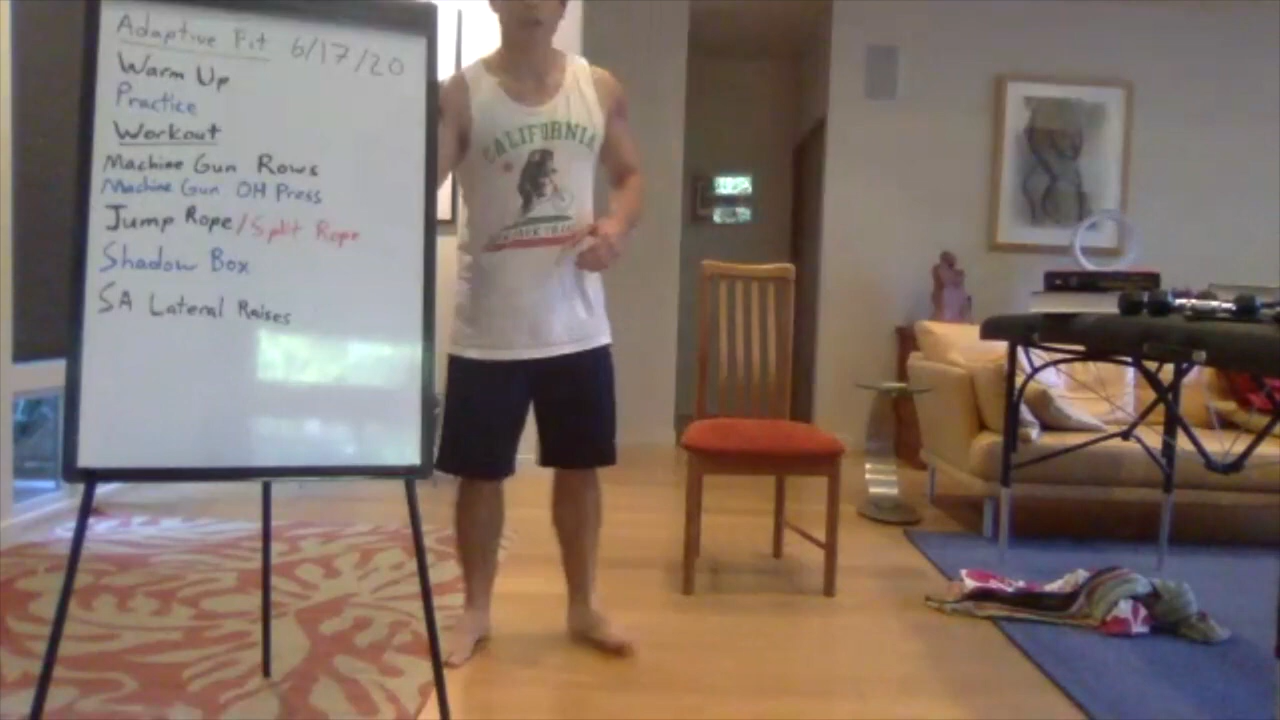 Adaptive Fit 6/17/20
Warm Up
Practice
Workout
Machine Gun Rows
Machine Gun OH Press
Jump Rope/Split Rope
Shadow Box
SA Lateral Raises
CALIFORNIA